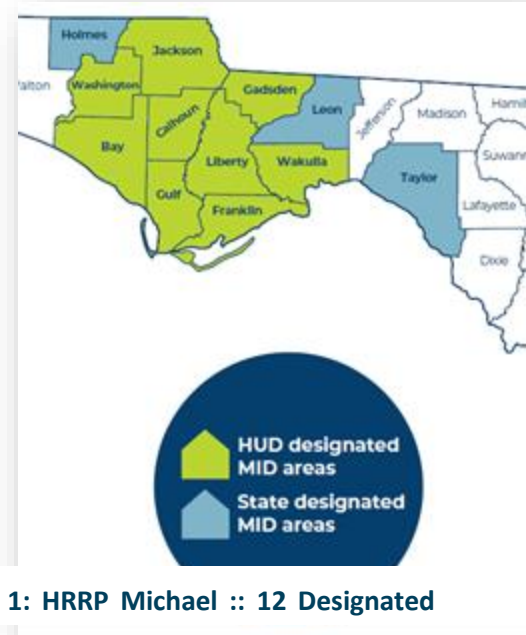 Holmes
Jackson
alton
Washington
Gadsden
Leon
Jefferson
Madison
Hamil
Calhoun
Bay
Liberty
Wakulla
Taylor
Suwann
Gulf
Franklin
Lafayette
Dixie
HUD designated
MID areas
State designated
MID areas
1: HRRP Michael :: 12 Designated